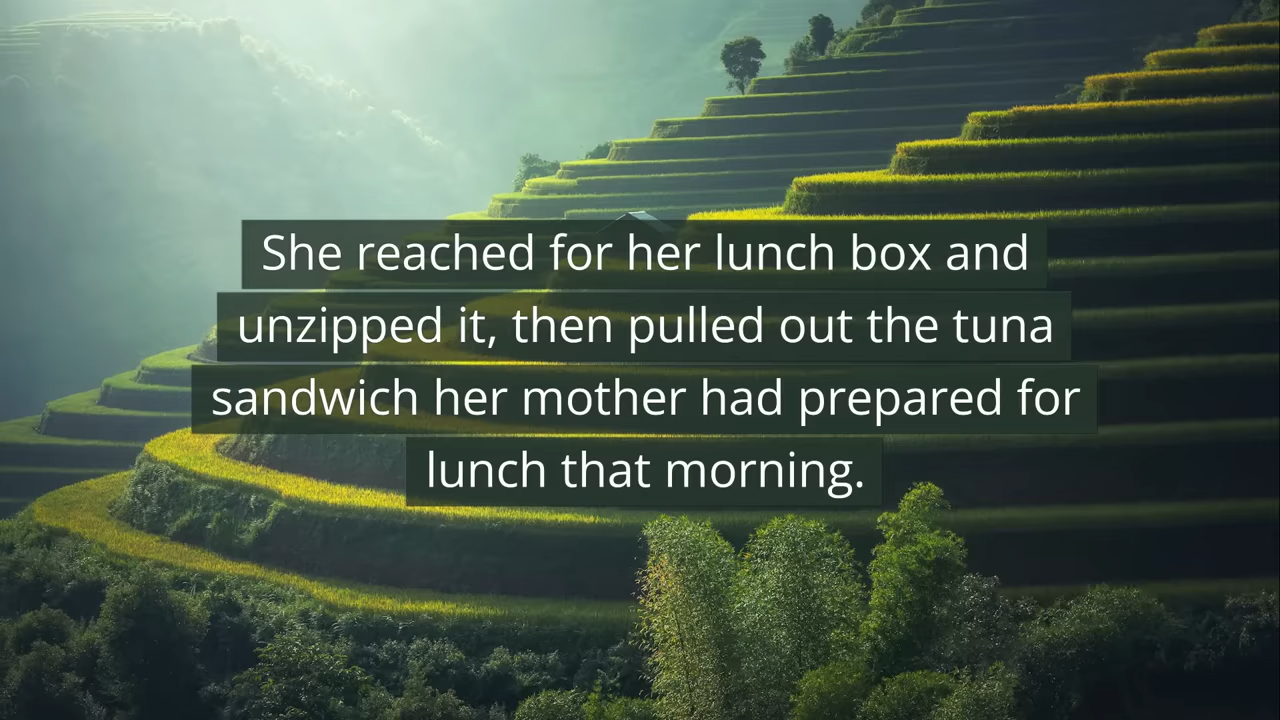 She reached for her lunch box and
unzipped it, then pulled out the tuna
sandwich her mother had prepared for
lunch that morning.